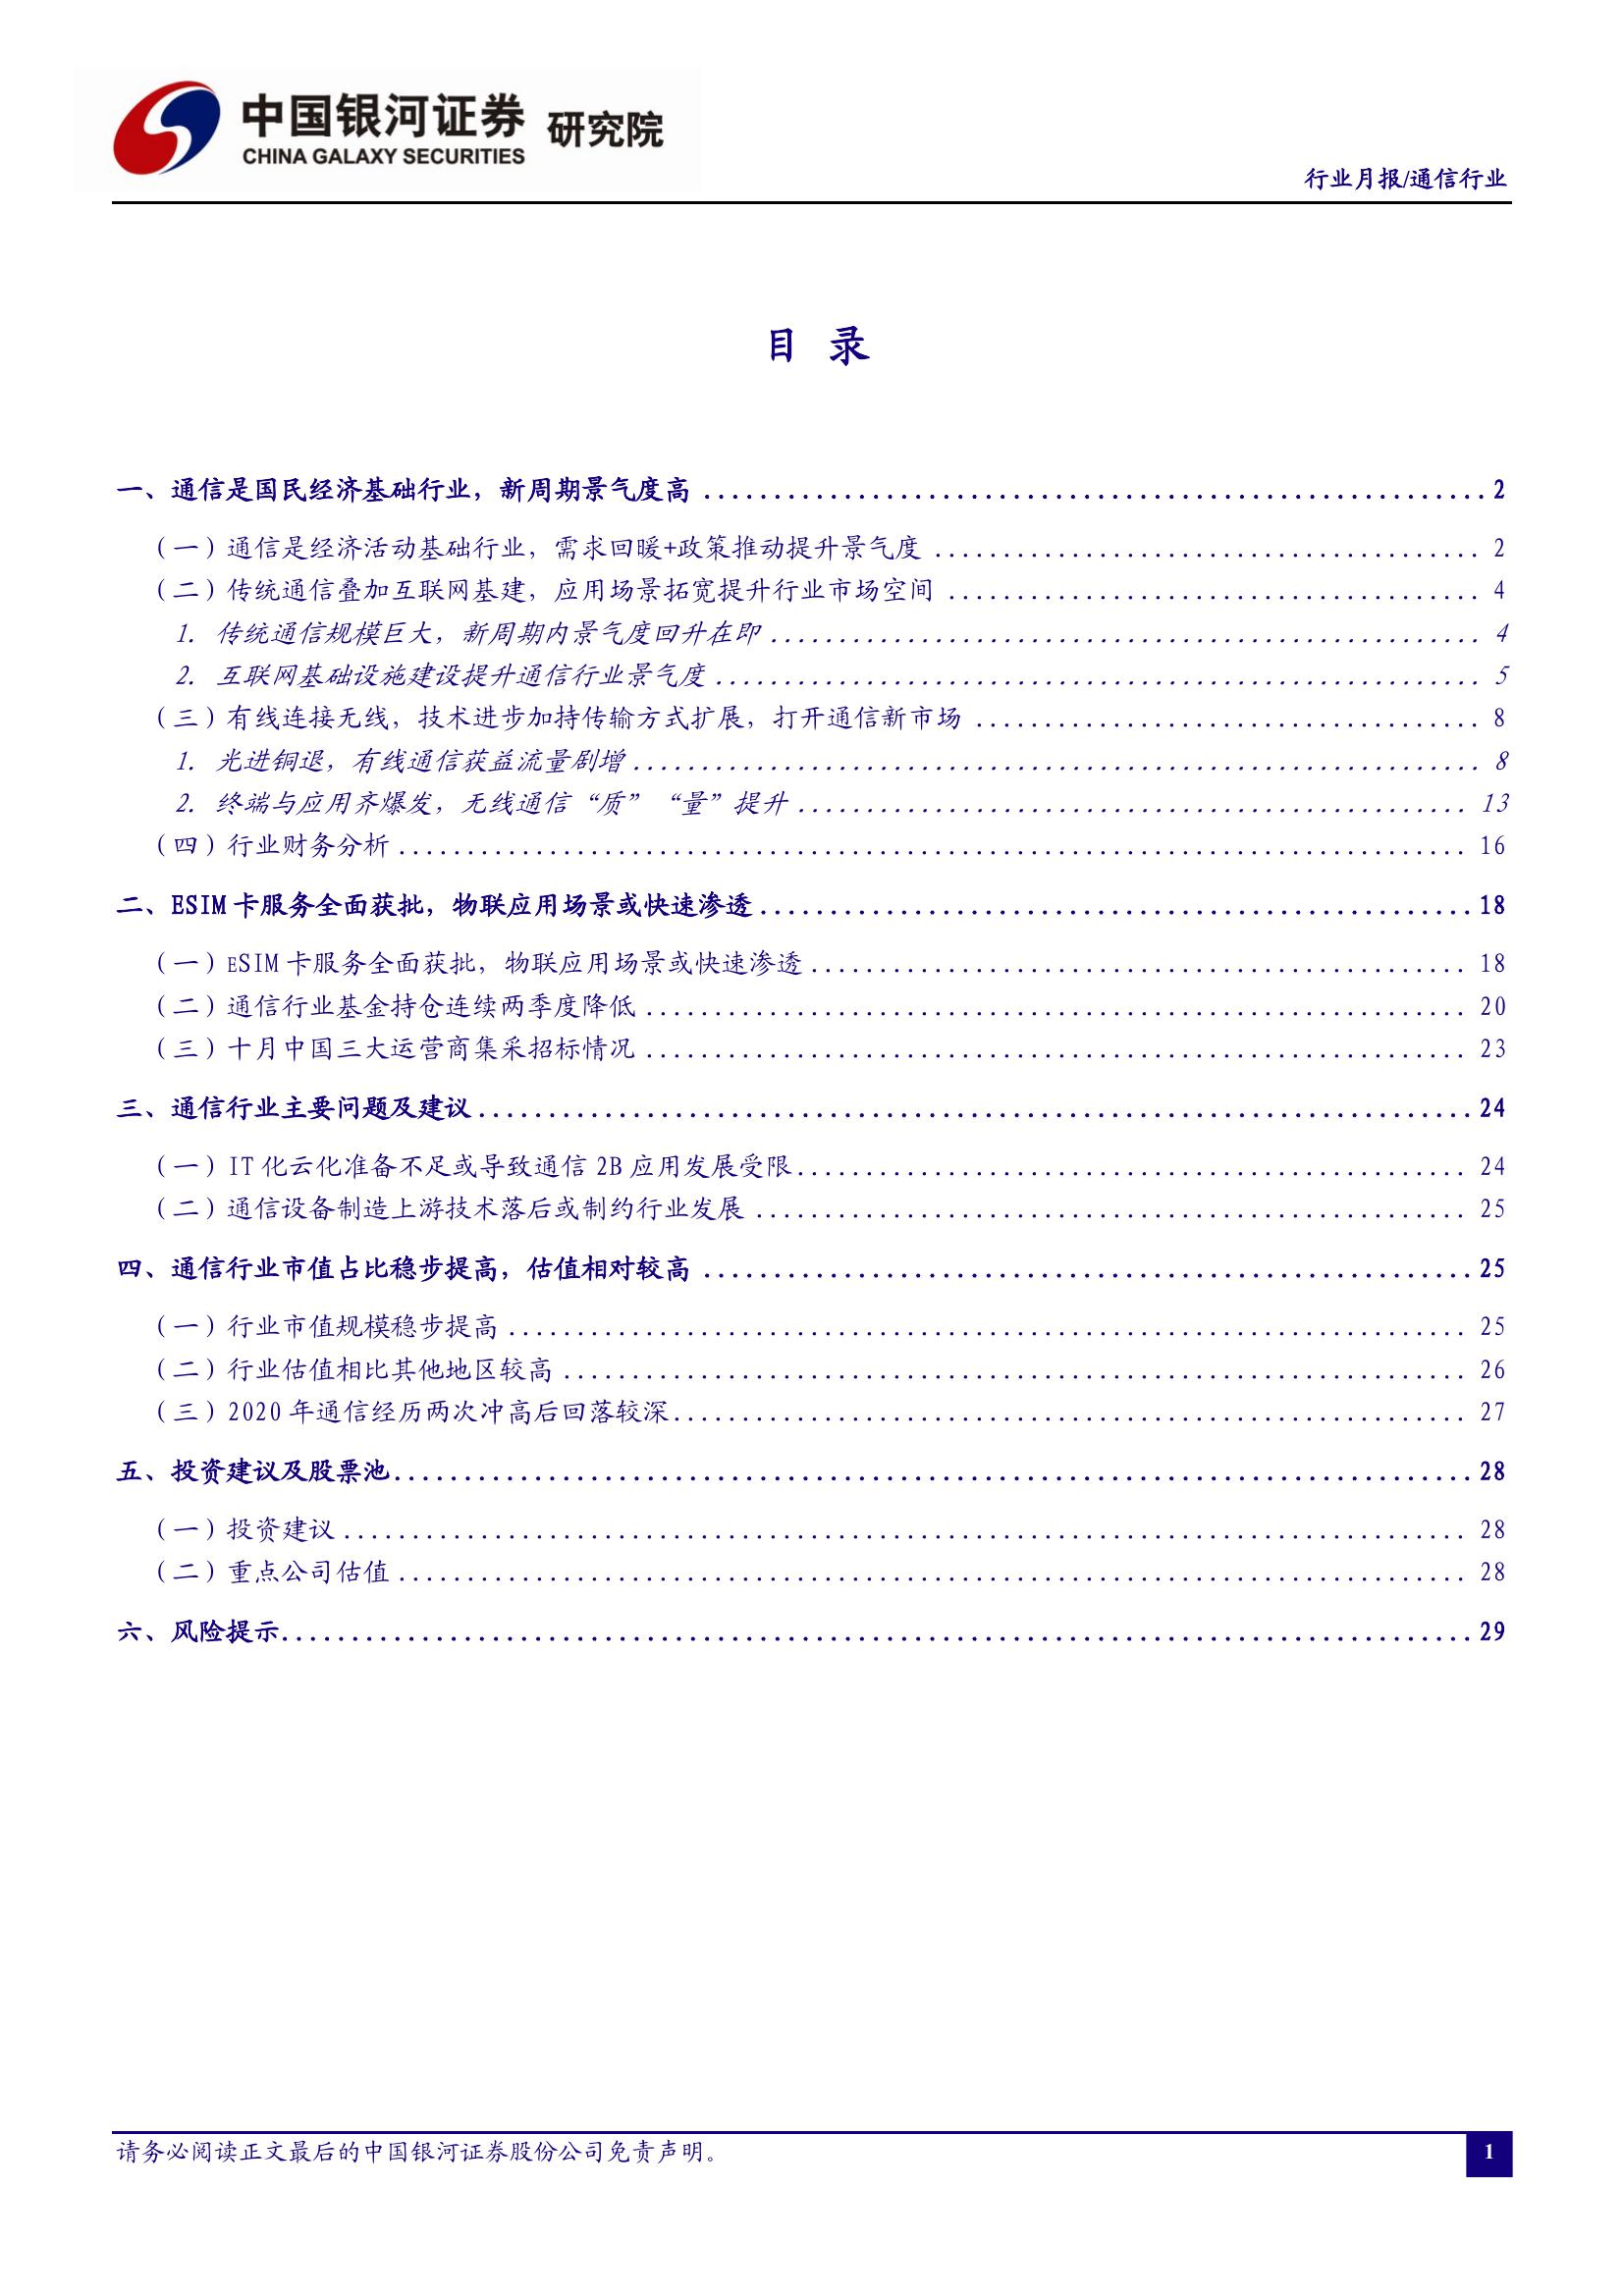 中国银河证券 研究院
CHINA GALAXY SECURITIES
行业月报/通信行业
目 录
一、通信是国民经济基础行业，新周期景气度高 ........ 2
（一）通信是经济活动基础行业，需求回暖+政策推动提升景气度 ........ 2
（二）传统通信叠加互联网基建，应用场景拓宽提升行业市场空间 ........ 4
1. 传统通信规模巨大，新周期内景气度回升在即 ........ 4
2. 互联网基础设施建设提升通信行业景气度 ........ 5
（三）有线连接无线，技术进步加持传输方式扩展，打开通信新市场 ........ 8
1. 光进铜退，有线通信获益流量剧增 ........ 8
2. 终端与应用齐爆发，无线通信“质”“量”提升 ........ 13
（四）行业财务分析 ........ 16
二、ESIM 卡服务全面获批，物联应用场景或快速渗透 ........ 18
（一）ESIM 卡服务全面获批，物联应用场景或快速渗透 ........ 18
（二）通信行业基金持仓连续两季度降低 ........ 20
（三）十月中国三大运营商集采招标情况 ........ 23
三、通信行业主要问题及建议 ........ 24
（一）IT 化云化准备不足或导致通信 2B 应用发展受限 ........ 24
（二）通信设备制造上游技术落后或制约行业发展 ........ 25
四、通信行业市值占比稳步提高，估值相对较高 ........ 25
（一）行业市值规模稳步提高 ........ 25
（二）行业估值相比其他地区较高 ........ 26
（三）2020 年通信经历两次冲高后回落较深 ........ 27
五、投资建议及股票池 ........ 28
（一）投资建议 ........ 28
（二）重点公司估值 ........ 28
六、风险提示 ........ 29
请务必阅读正文最后的中国银河证券股份公司免责声明。
1